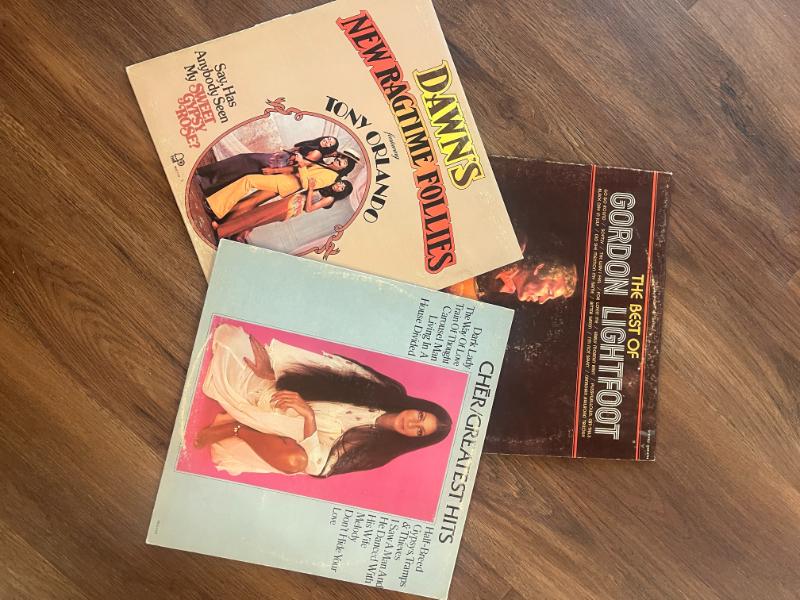 DAWN'S
NEW RAGTIME FOLLIES
featuring
TONY ORLANDO
Say, Has
Anybody Seen
My SWEET
GYPSY
ROSE?
Bell
THE BEST OF
GORDON LIGHTFOOT
CHÉR/GREATEST HITS
Dark Lady
The Way Of Love
Train Of Thought
Carousel Man
Living In A
House Divided
Half-Breed
Gypsys, Tramps
& Thieves
I Saw A Man And
He Danced With
His Wife
Melody
Don't Hide Your
Love